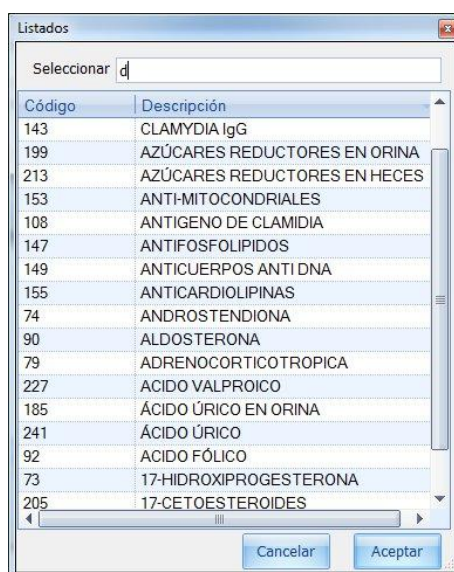 Listados
Seleccionar d
Código Descripción
143 CLAMYDIA IgG
199 AZÚCARES REDUCTORES EN ORINA
213 AZÚCARES REDUCTORES EN HECES
153 ANTI-MITOCONDRIALES
108 ANTIGENO DE CLAMIDIA
147 ANTIFOSFOLIPIDOS
149 ANTICUERPOS ANTI DNA
155 ANTICARDIOLIPINAS
74 ANDROSTENDIONA
90 ALDOSTERONA
79 ADRENOCORTICOTROPICA
227 ACIDO VALPROICO
185 ÁCIDO ÚRICO EN ORINA
241 ÁCIDO ÚRICO
92 ACIDO FÓLICO
73 17-HIDROXIPROGESTERONA
205 17-CETOESTEROIDES
Cancelar Aceptar